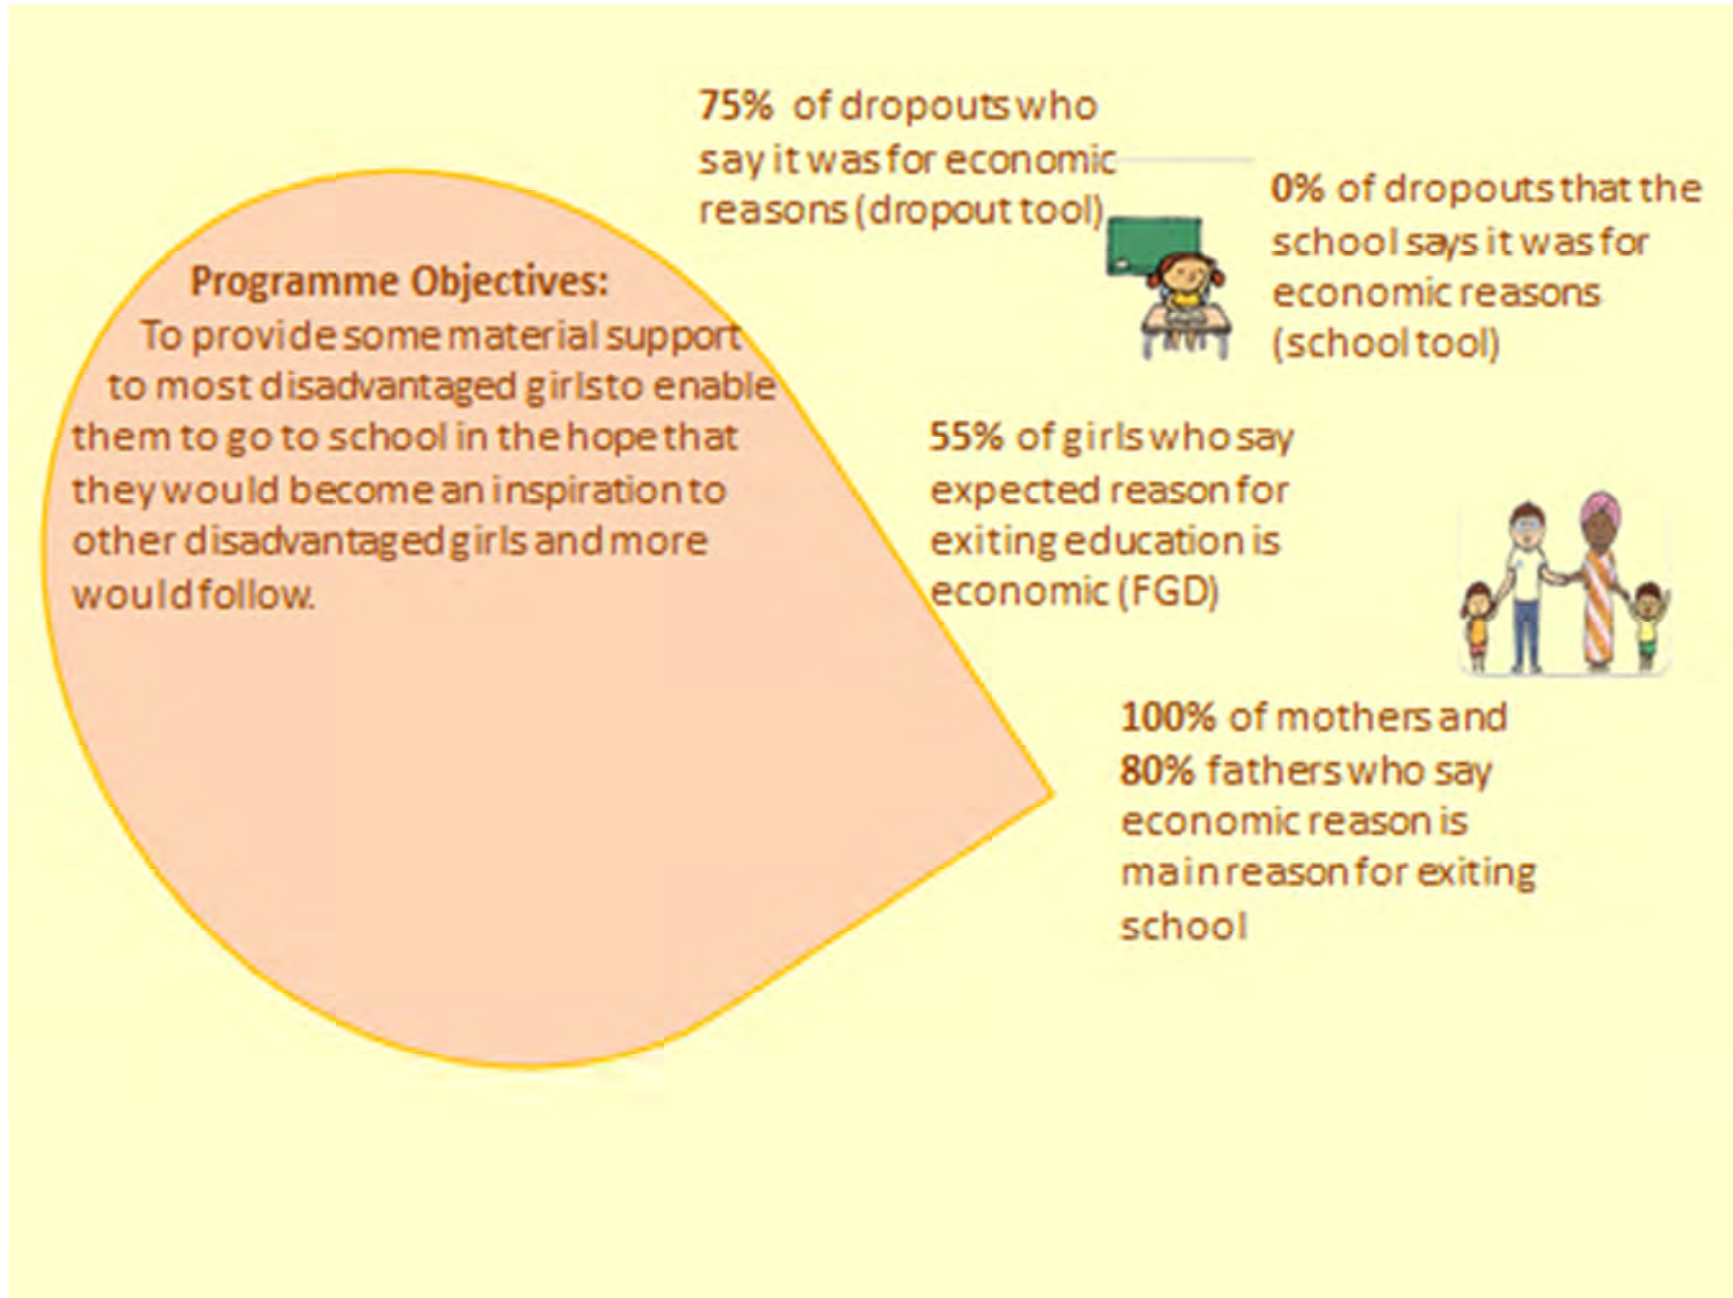 75% of dropouts who
say it was for economic
reasons (dropout tool)
0% of dropouts that the
school says it was for
economic reasons
(school tool)
Programme Objectives:
To provide some material support
to most disadvantaged girls to enable
them to go to school in the hope that
they would become an inspiration to
other disadvantaged girls and more
would follow.
55% of girls who say
expected reason for
exiting education is
economic (FGD)
100% of mothers and
80% fathers who say
economic reason is
main reason for exiting
school